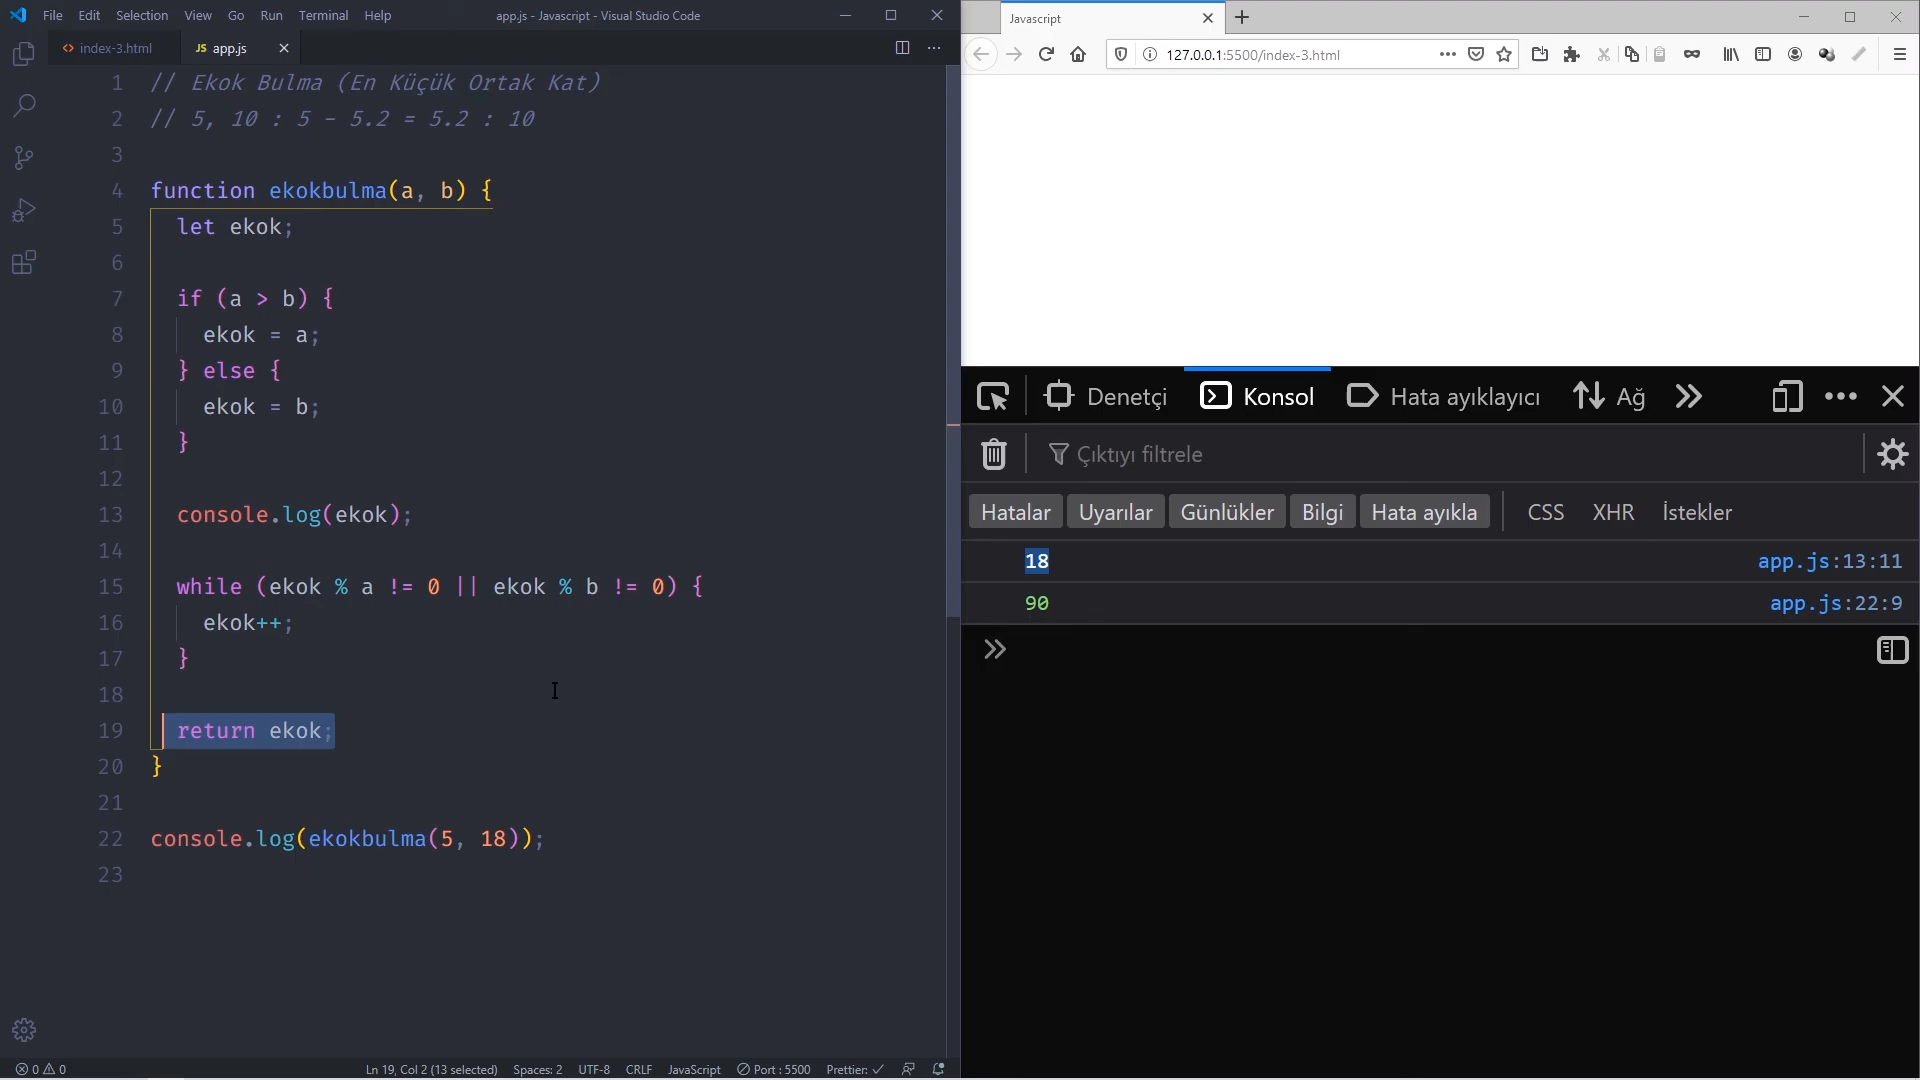 File Edit Selection View Go Run Terminal Help app.js - Javascript - Visual Studio Code
<> index-3.html JS app.js
1 // Ekok Bulma (En Küçük Ortak Kat)
2 // 5, 10 : 5 - 5.2 = 5.2 : 10
3
4 function ekokbulma(a, b) {
5 let ekok;
6
7 if (a > b) {
8 ekok = a;
9 } else {
10 ekok = b;
11 }
12
13 console.log(ekok);
14
15 while (ekok % a != 0 || ekok % b != 0) {
16 ekok++;
17 }
18
19 return ekok;
20 }
21
22 console.log(ekokbulma(5, 18));
23
0 0 Ln 19, Col 2 (13 selected) Spaces: 2 UTF-8 CRLF JavaScript Port : 5500 Prettier: ✓
Javascript
127.0.0.1:5500/index-3.html
Denetçi Konsol Hata ayıklayıcı Ağ
Çıktıyı filtrele
Hatalar Uyarılar Günlükler Bilgi Hata ayıkla CSS XHR İstekler
18 app.js:13:11
90 app.js:22:9